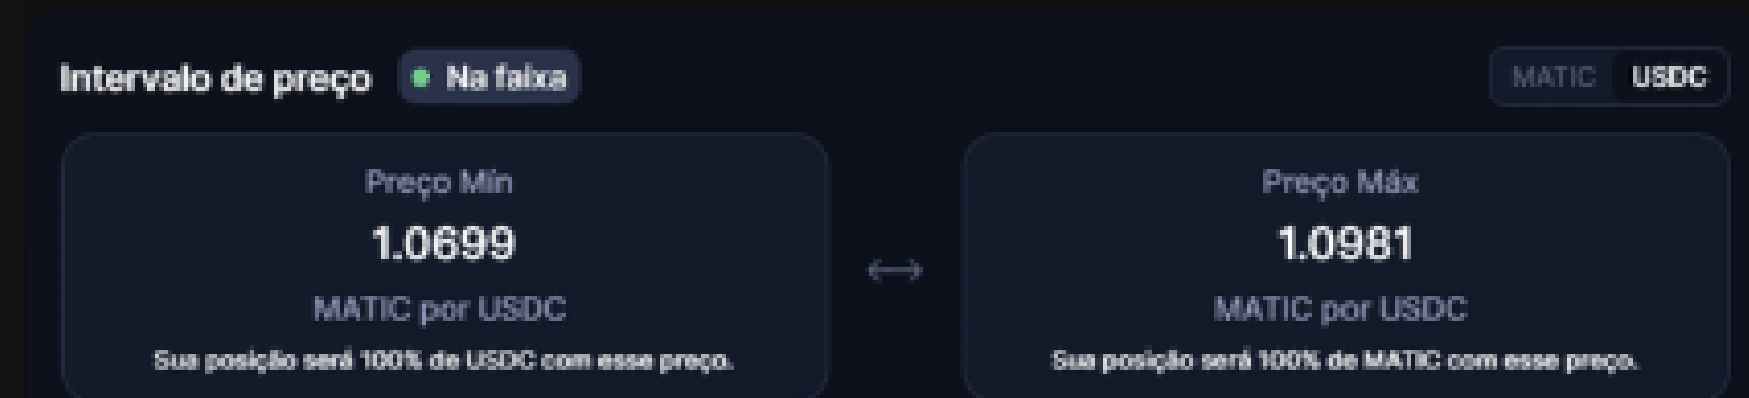 Intervalo de preço
Na faixa
MATIC USDC
Preço Mín
1.0699
MATIC por USDC
Sua posição será 100% de USDC com esse preço.
Preço Máx
1.0981
MATIC por USDC
Sua posição será 100% de MATIC com esse preço.